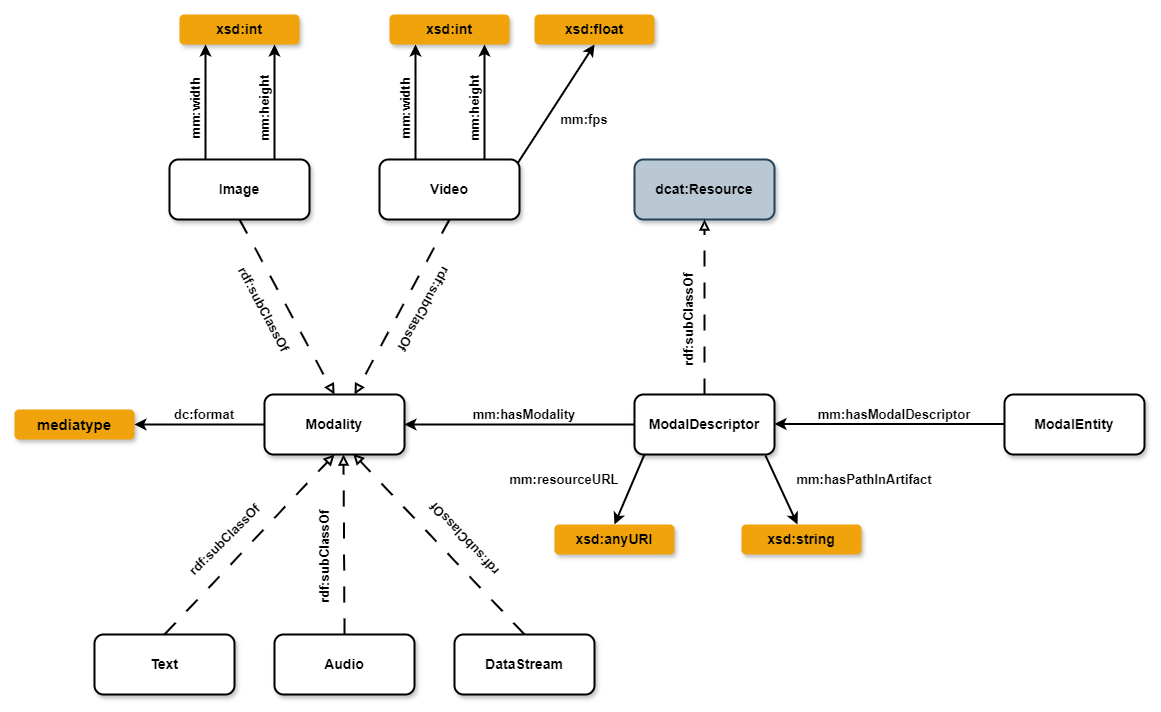 xsd:int
xsd:int
xsd:float
mm:width
mm:height
mm:width
mm:height
mm:fps
Image
Video
dcat:Resource
rdf:subClassOf
rdf:subClassOf
rdf:subClassOf
mediatype
dc:format
Modality
mm:hasModality
ModalDescriptor
mm:hasModalDescriptor
ModalEntity
mm:resourceURL
mm:hasPathInArtifact
rdf:subClassOf
rdf:subClassOf
rdf:subClassOf
xsd:anyURI
xsd:string
Text
Audio
DataStream